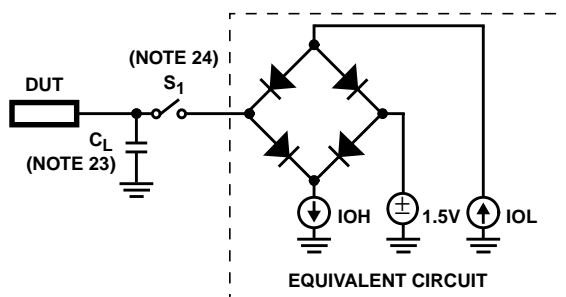 (NOTE 24)
S1
DUT
CL
(NOTE 23)
IOH
± 1.5V
IOL
EQUIVALENT CIRCUIT